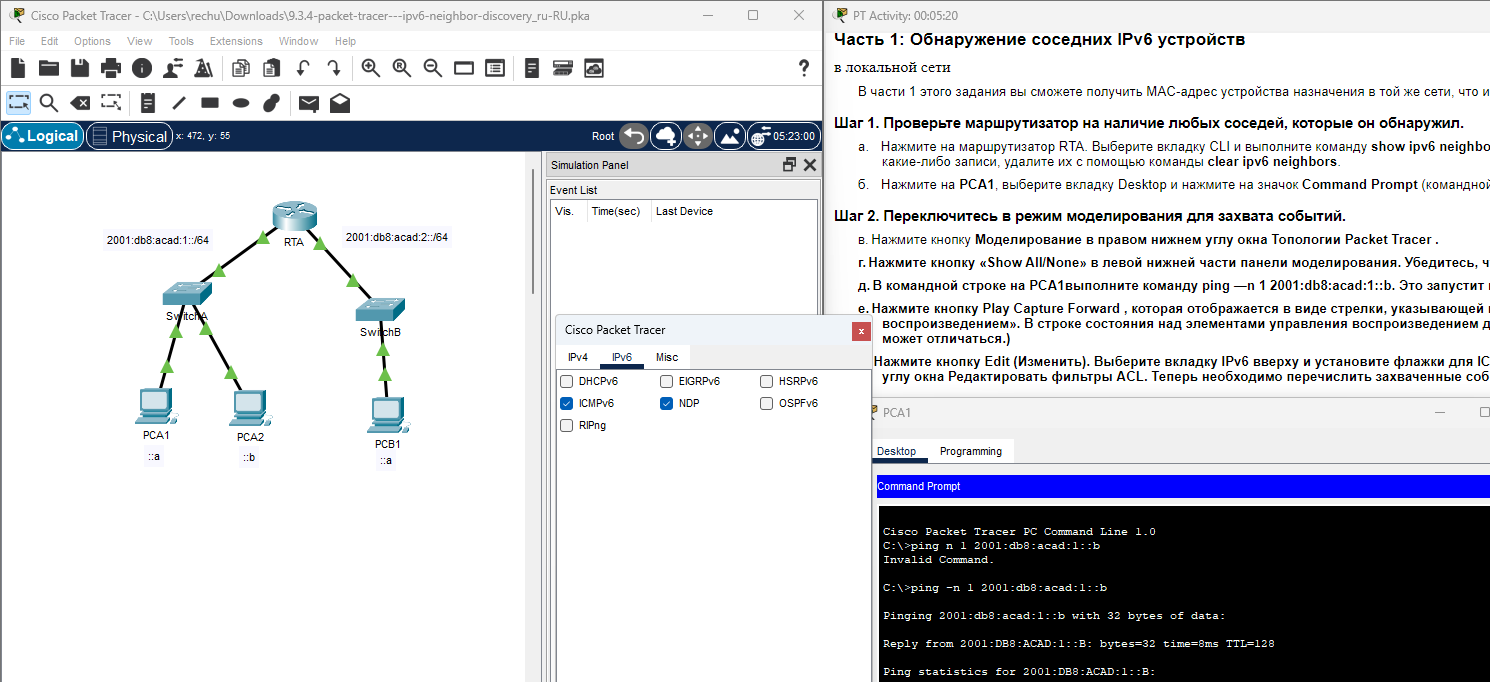 Cisco Packet Tracer - C:\Users\rechu\Downloads\9.3.4-packet-tracer---ipv6-neighbor-discovery_ru-RU.pka
File Edit Options View Tools Extensions Window Help
Logical Physical x: 472, y: 55 Root 05:23:00
2001:db8:acad:1::/64
RTA
2001:db8:acad:2::/64
SwitchA
SwitchB
PCA1
::a
PCA2
::b
PCB1
::a
Simulation Panel
Event List
Vis. Time(sec) Last Device
Cisco Packet Tracer
x
IPv4 IPv6 Misc
DHCPv6 EIGRPv6 HSRPv6
ICMPv6 NDP OSPFv6
RIPng
PT Activity: 00:05:20
Часть 1: Обнаружение соседних IPv6 устройств
в локальной сети
В части 1 этого задания вы сможете получить MAC-адрес устройства назначения в той же сети, что и
Шаг 1. Проверьте маршрутизатор на наличие любых соседей, которые он обнаружил.
а. Нажмите на маршрутизатор RTA. Выберите вкладку CLI и выполните команду show ipv6 neighbo
какие-либо записи, удалите их с помощью команды clear ipv6 neighbors.
б. Нажмите на PCA1, выберите вкладку Desktop и нажмите на значок Command Prompt (командной
Шаг 2. Переключитесь в режим моделирования для захвата событий.
в. Нажмите кнопку Моделирование в правом нижнем углу окна Топологии Packet Tracer .
г. Нажмите кнопку «Show All/None» в левой нижней части панели моделирования. Убедитесь, ч
д. В командной строке на PCA1выполните команду ping —n 1 2001:db8:acad:1::b. Это запустит
е. Нажмите кнопку Play Capture Forward , которая отображается в виде стрелки, указывающей
воспроизведением». В строке состояния над элементами управления воспроизведением д
может отличаться.)
Нажмите кнопку Edit (Изменить). Выберите вкладку IPv6 вверху и установите флажки для IC
углу окна Редактировать фильтры ACL. Теперь необходимо перечислить захваченные соб
PCA1
Desktop Programming
Command Prompt
Cisco Packet Tracer PC Command Line 1.0
C:\>ping n 1 2001:db8:acad:1::b
Invalid Command.
C:\>ping -n 1 2001:db8:acad:1::b
Pinging 2001:db8:acad:1::b with 32 bytes of data:
Reply from 2001:DB8:ACAD:1::B: bytes=32 time=8ms TTL=128
Ping statistics for 2001:DB8:ACAD:1::B: